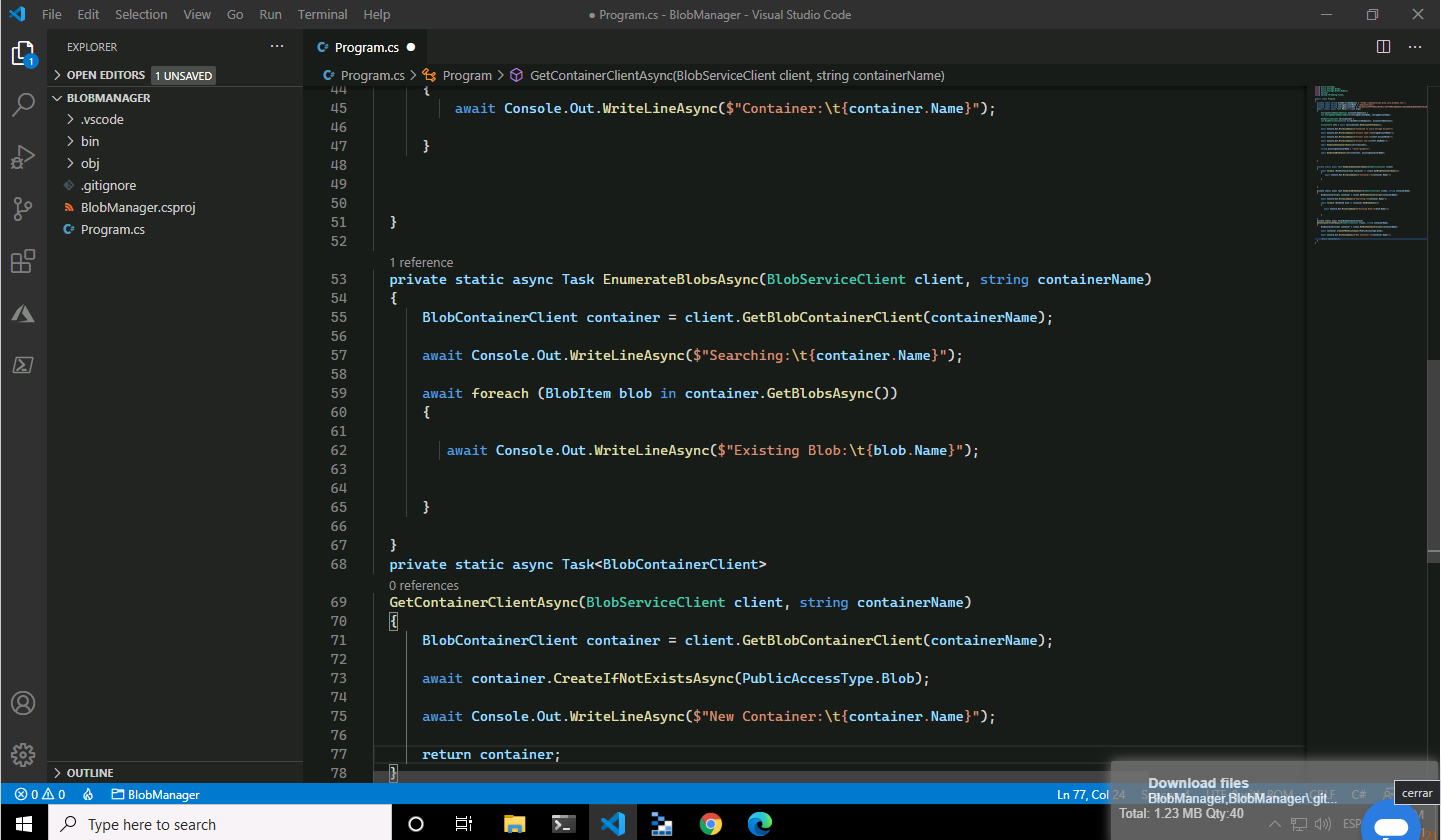 File Edit Selection View Go Run Terminal Help
● Program.cs - BlobManager - Visual Studio Code
EXPLORER
OPEN EDITORS 1 UNSAVED
BLOBMANAGER
.vscode
bin
obj
.gitignore
BlobManager.csproj
Program.cs
OUTLINE
1
C# Program.cs
C# Program.cs > Program > GetContainerClientAsync(BlobServiceClient client, string containerName)
44 {
45 await Console.Out.WriteLineAsync($"Container:\t{container.Name}");
46
47 }
48
49
50
51 }
52
1 reference
53 private static async Task EnumerateBlobsAsync(BlobServiceClient client, string containerName)
54 {
55 BlobContainerClient container = client.GetBlobContainerClient(containerName);
56
57 await Console.Out.WriteLineAsync($"Searching:\t{container.Name}");
58
59 await foreach (BlobItem blob in container.GetBlobsAsync())
60 {
61
62 await Console.Out.WriteLineAsync($"Existing Blob:\t{blob.Name}");
63
64
65 }
66
67 }
68 private static async Task<BlobContainerClient>
0 references
69 GetContainerClientAsync(BlobServiceClient client, string containerName)
70 {
71 BlobContainerClient container = client.GetBlobContainerClient(containerName);
72
73 await container.CreateIfNotExistsAsync(PublicAccessType.Blob);
74
75 await Console.Out.WriteLineAsync($"New Container:\t{container.Name}");
76
77 return container;
78 }
0 0 BlobManager
Ln 77, Col 24
C#
Download files
BlobManager,BlobManager\.git...
Total: 1.23 MB Qty:40
cerrar
Type here to search
ESP